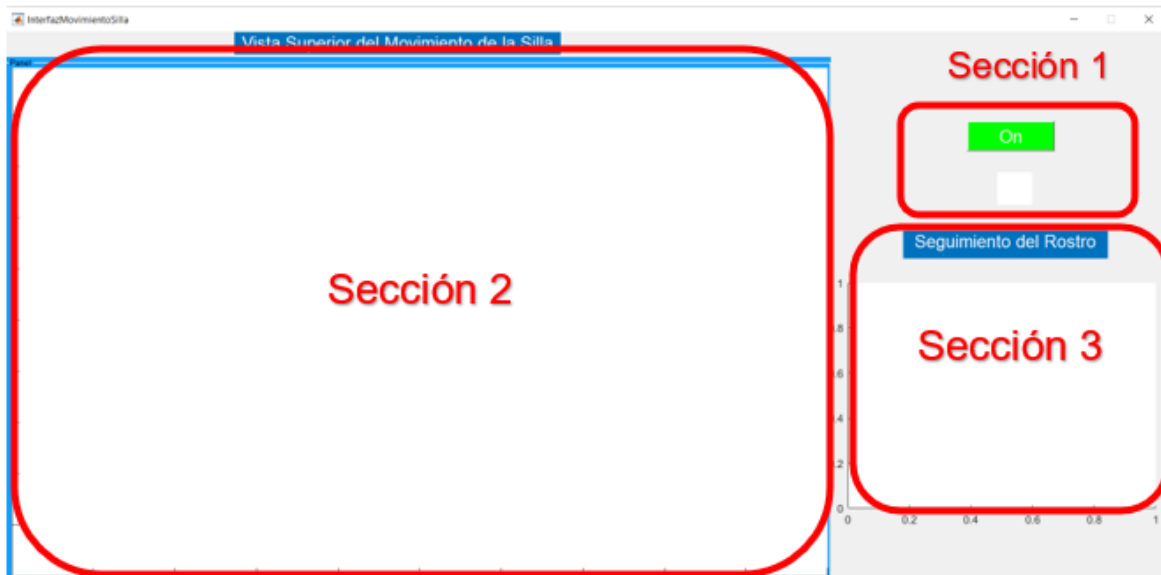 InterfazMovimientoSilla
Vista Superior del Movimiento de la Silla
Panel
Sección 1
On
Seguimiento del Rostro
Sección 2
Sección 3
1
0.8
0.6
0.4
0.2
0
0 0.2 0.4 0.6 0.8 1